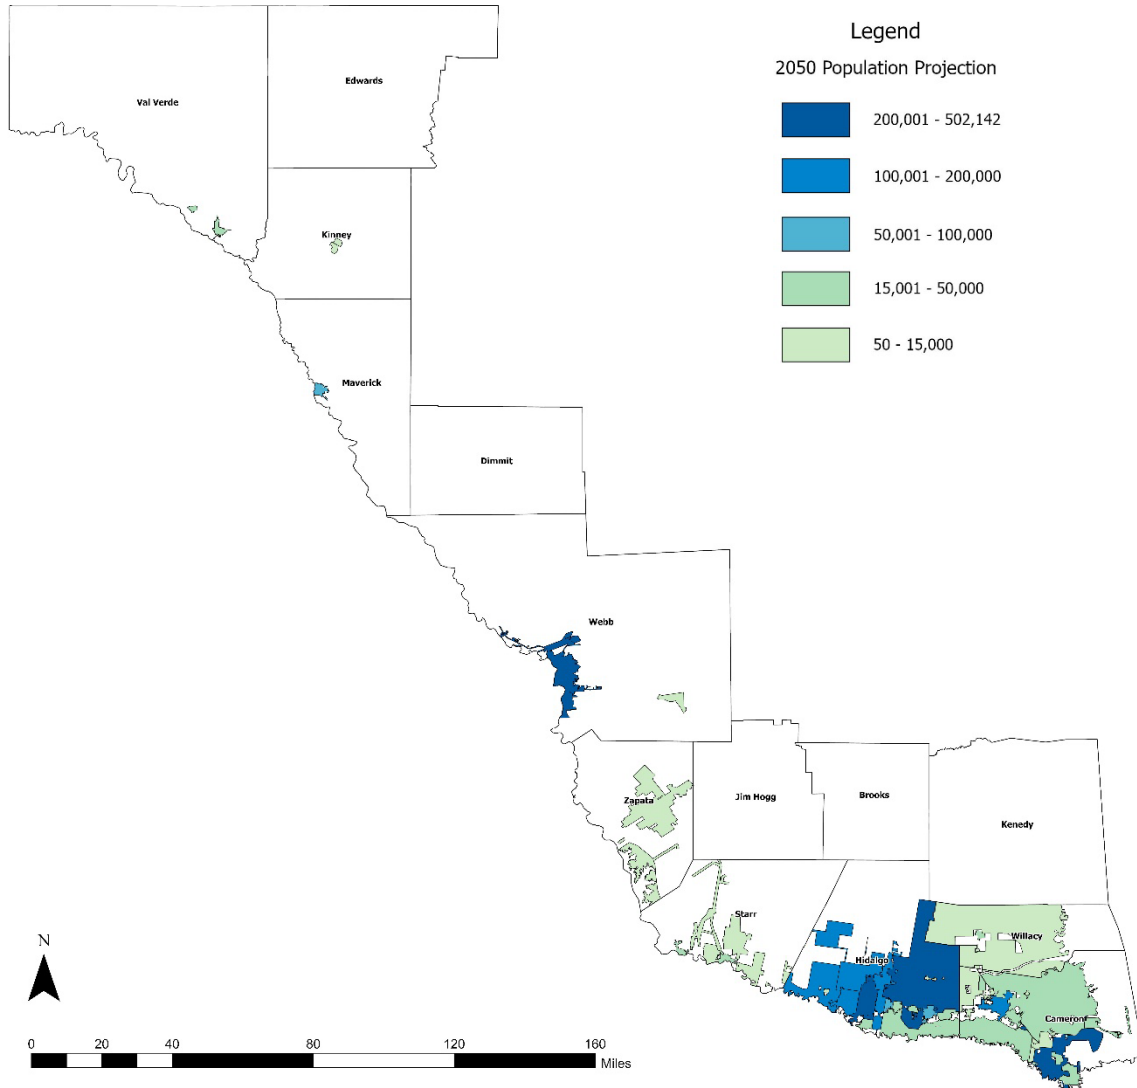 Legend
2050 Population Projection
200,001 - 502,142
100,001 - 200,000
50,001 - 100,000
15,001 - 50,000
50 - 15,000
Edwards
Val Verde
Kinney
Maverick
Dimmit
Webb
Zapata
Jim Hogg
Brooks
Kenedy
Starr
Willacy
Hidalgo
Cameron
N
0 20 40 80 120 160
Miles